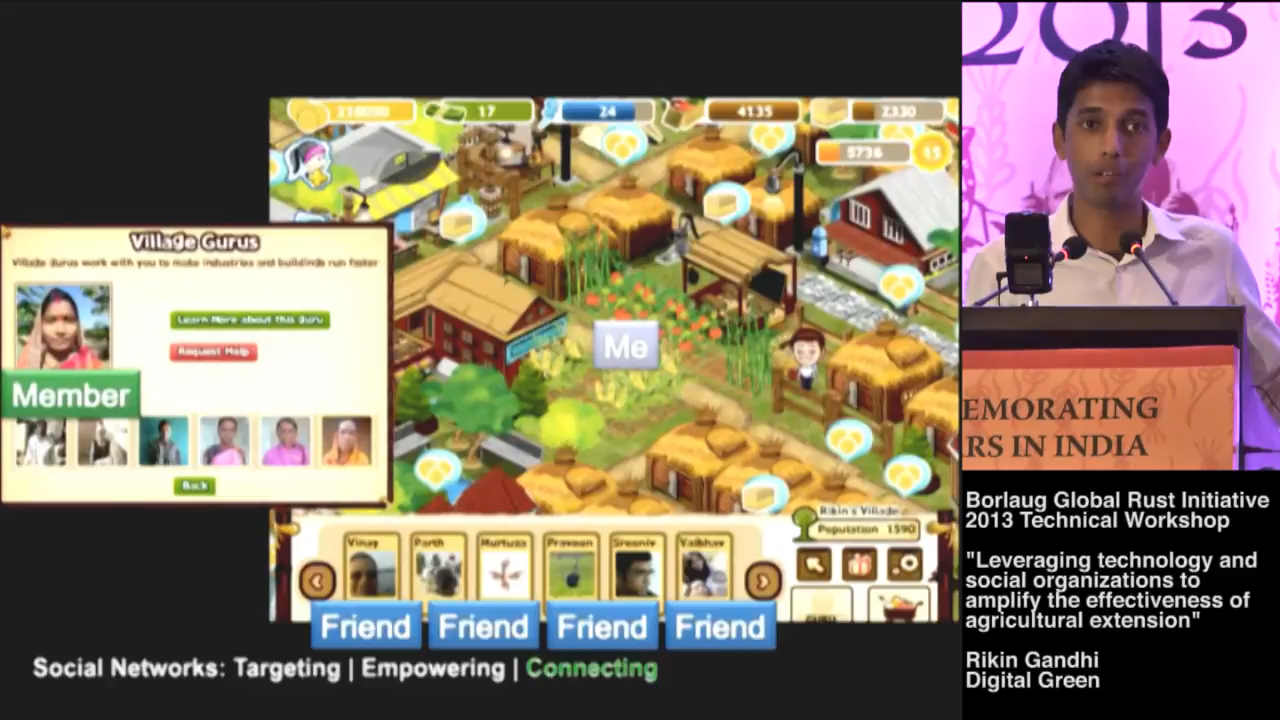 2013
17
24
4135
2330
5736
Village Gurus
Village Gurus work with you to make industries and buildings run faster
Learn More about this Guru
Request Help
Member
Back
Me
Rikin's Village
Population 1590
Vinay
Parth
Murtuza
Praveen
Sreeniv
Vaibhav
Friend
Friend
Friend
Friend
Social Networks: Targeting | Empowering | Connecting
EMORATING
RS IN INDIA
Borlaug Global Rust Initiative
2013 Technical Workshop
"Leveraging technology and
social organizations to
amplify the effectiveness of
agricultural extension"
Rikin Gandhi
Digital Green